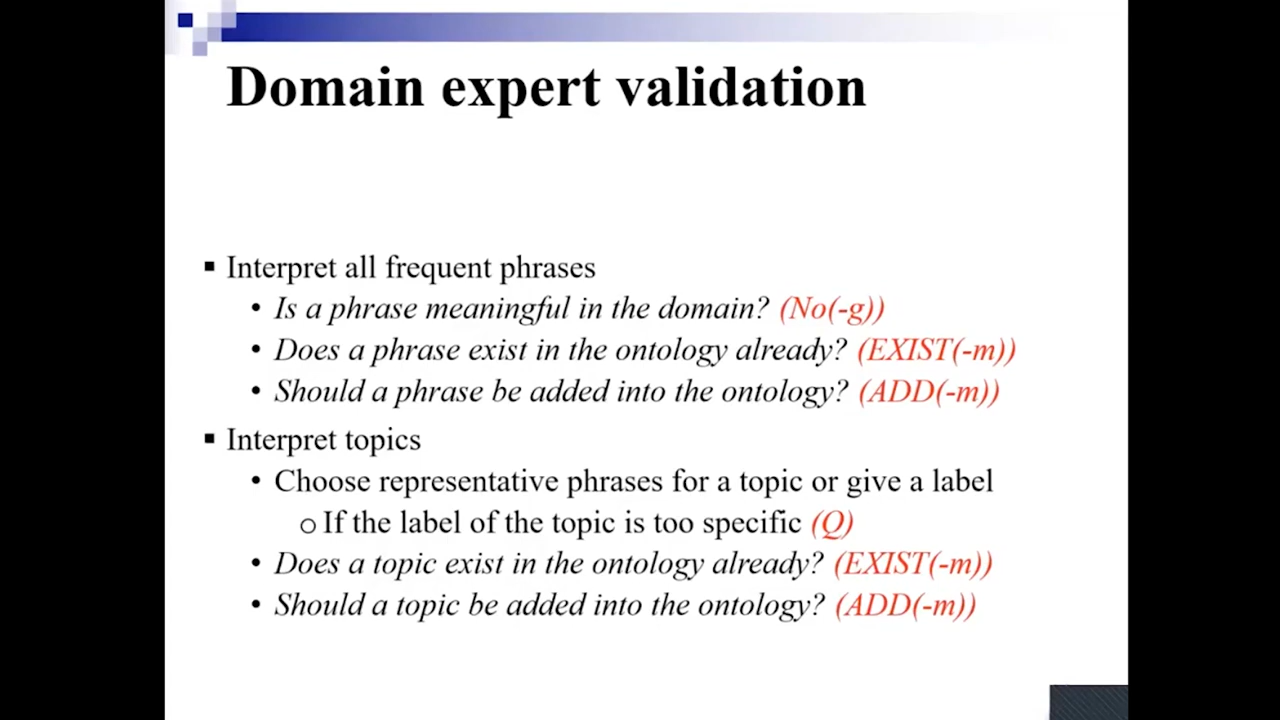 Domain expert validation
▪ Interpret all frequent phrases
• Is a phrase meaningful in the domain? (No(-g))
• Does a phrase exist in the ontology already? (EXIST(-m))
• Should a phrase be added into the ontology? (ADD(-m))
▪ Interpret topics
• Choose representative phrases for a topic or give a label
o If the label of the topic is too specific (Q)
• Does a topic exist in the ontology already? (EXIST(-m))
• Should a topic be added into the ontology? (ADD(-m))